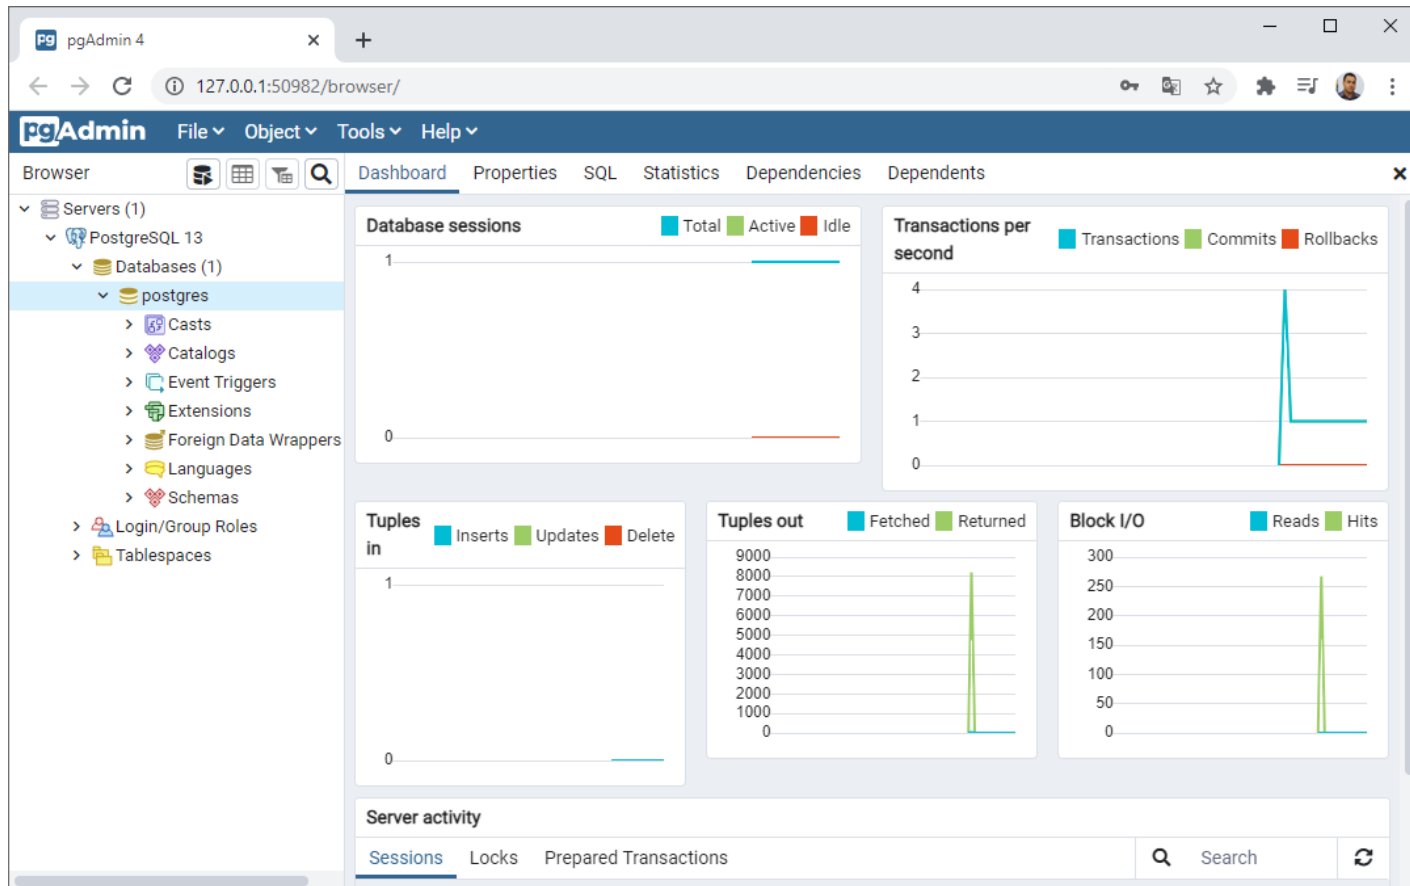 pgAdmin 4
127.0.0.1:50982/browser/
pgAdmin File Object Tools Help
Browser
Dashboard Properties SQL Statistics Dependencies Dependents
Servers (1)
PostgreSQL 13
Databases (1)
postgres
Casts
Catalogs
Event Triggers
Extensions
Foreign Data Wrappers
Languages
Schemas
Login/Group Roles
Tablespaces
Database sessions
Total Active Idle
1
0
Transactions per
second
Transactions Commits Rollbacks
4
3
2
1
0
Tuples
in
Inserts Updates Delete
1
0
Tuples out
Fetched Returned
9000
8000
7000
6000
5000
4000
3000
2000
1000
0
Block I/O
Reads Hits
300
250
200
150
100
50
0
Server activity
Sessions Locks Prepared Transactions
Search